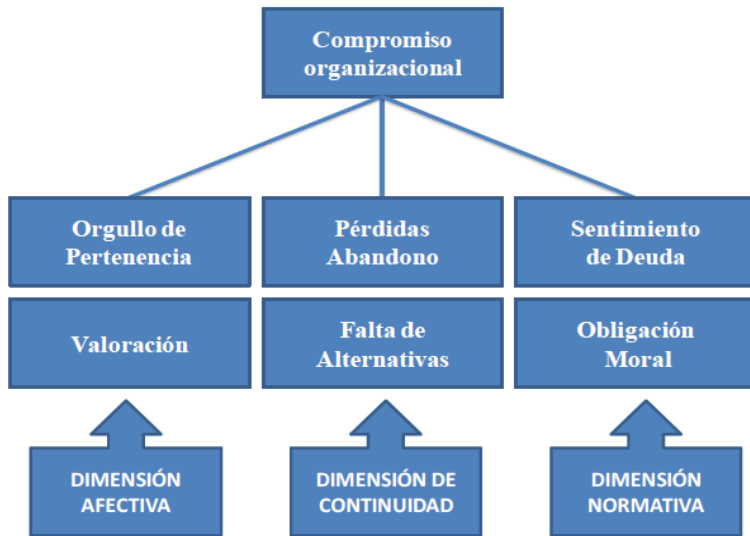 Compromiso
organizacional
Orgullo de
Pertenencia
Pérdidas
Abandono
Sentimiento
de Deuda
Valoración
Falta de
Alternativas
Obligación
Moral
DIMENSIÓN
AFECTIVA
DIMENSIÓN DE
CONTINUIDAD
DIMENSIÓN
NORMATIVA